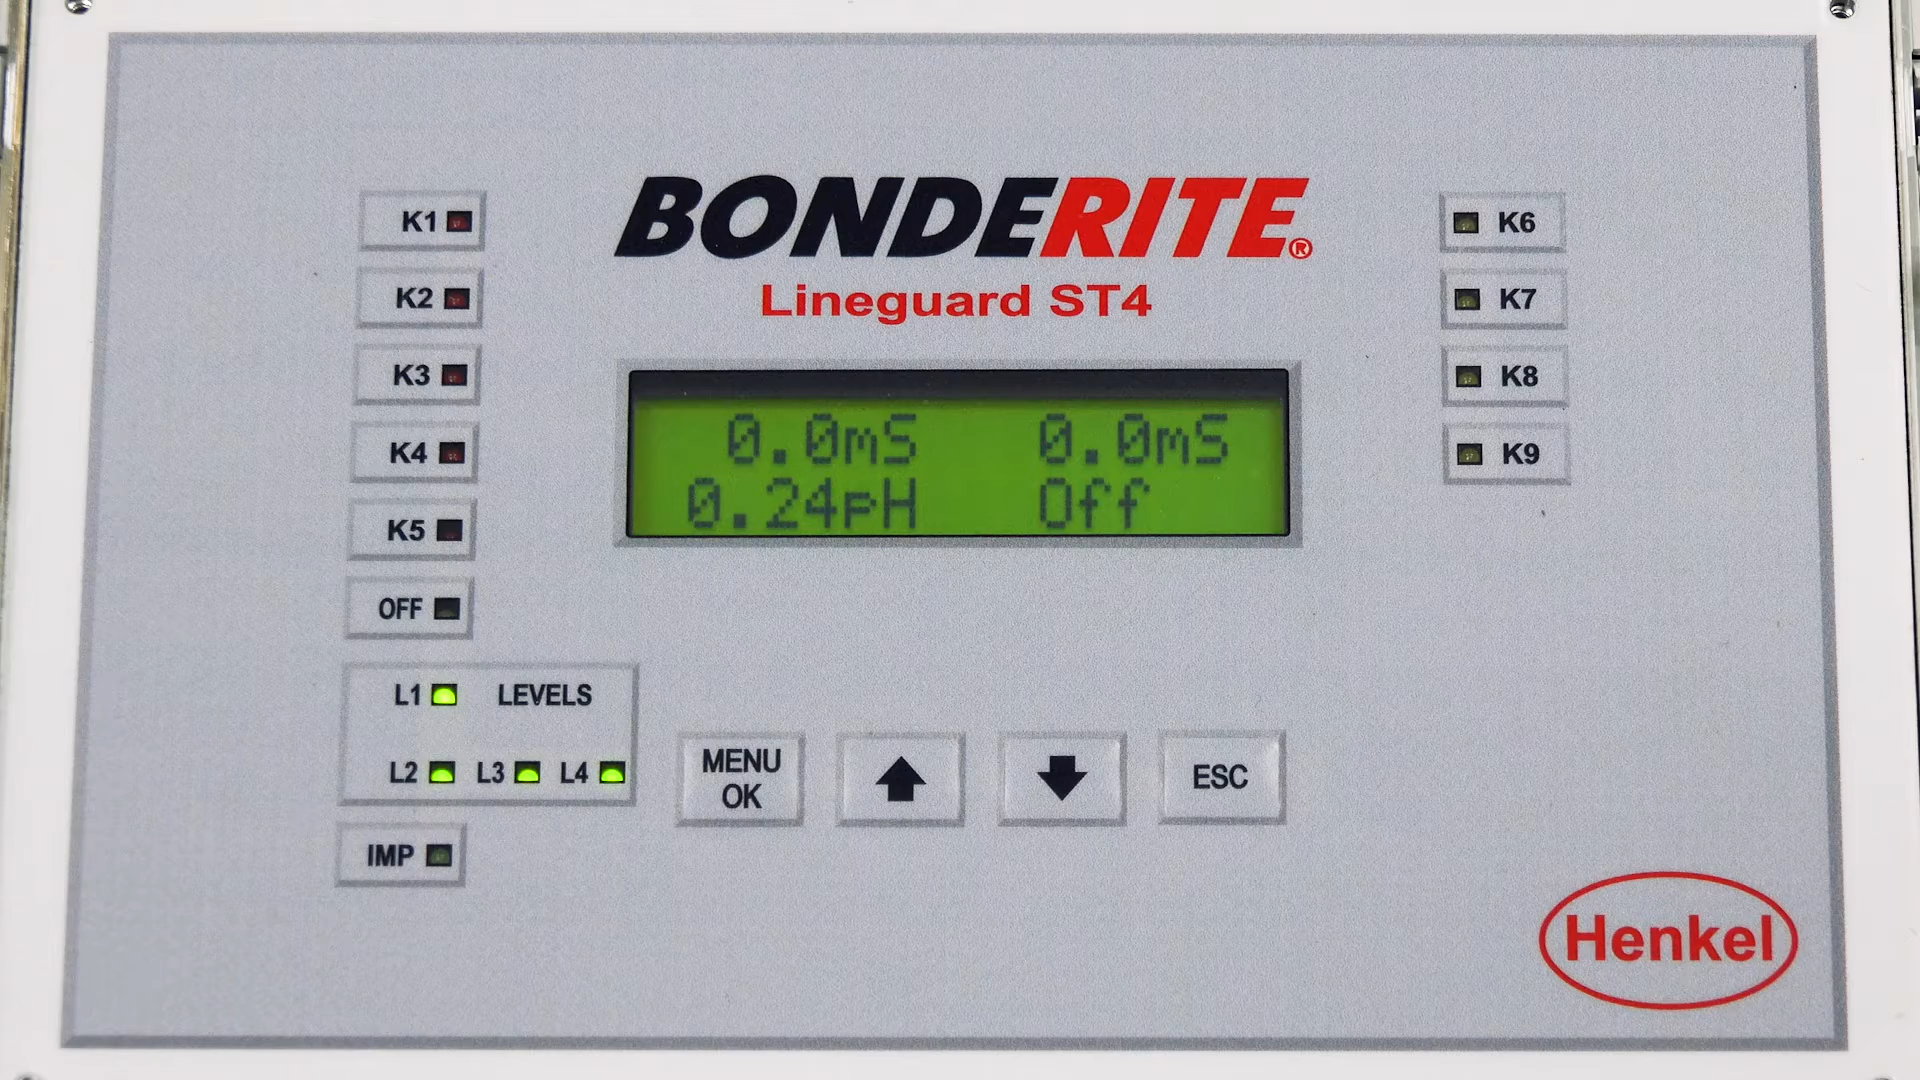 BONDERITE®
Lineguard ST4
K1
K2
K3
K4
K5
OFF
0.0mS 0.0mS
0.24pH Off
K6
K7
K8
K9
L1 LEVELS
L2 L3 L4
IMP
MENU
OK
ESC
Henkel